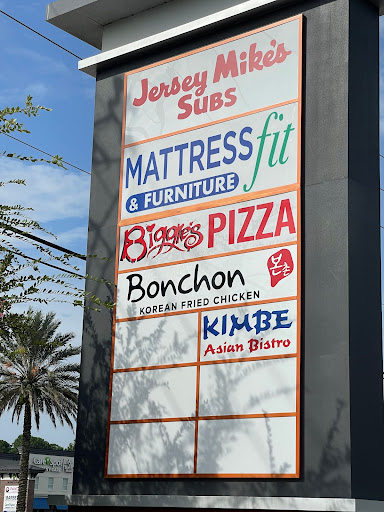 Jersey Mike's
SUBS
MATTRESS fit
& FURNITURE
Biggie's PIZZA
Bonchon
본촌
KOREAN FRIED CHICKEN
KIMBE
Asian Bistro